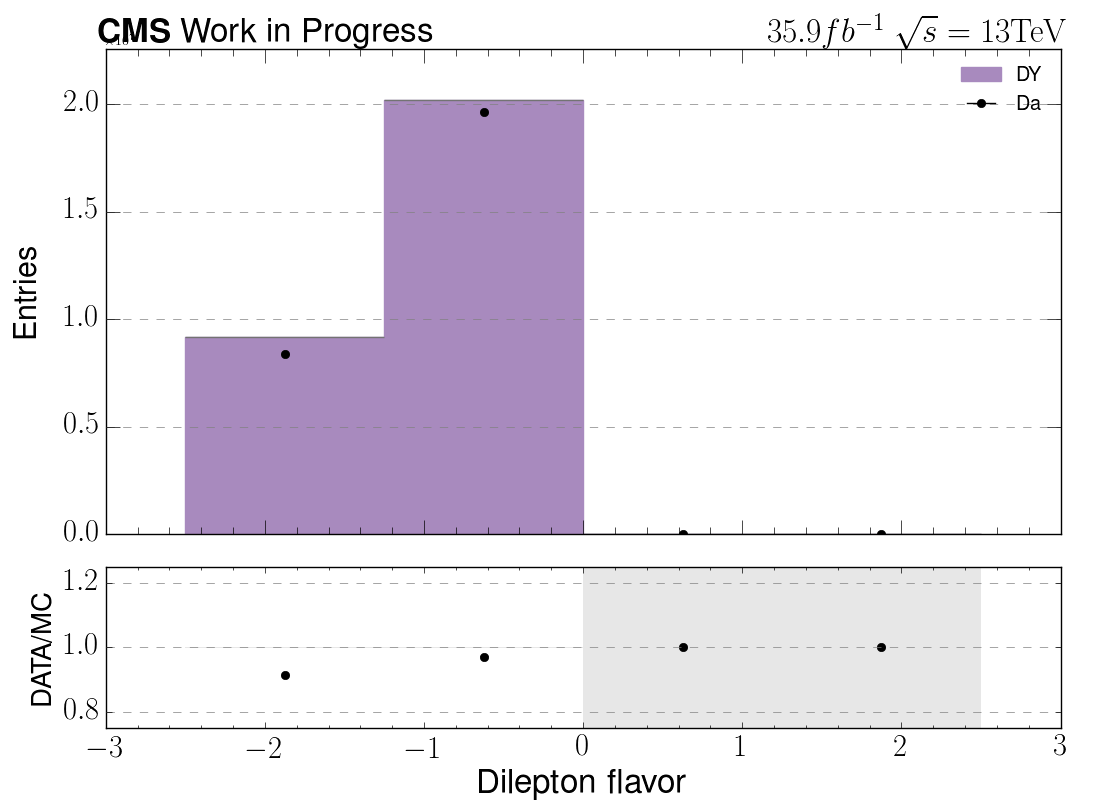 CMS Work in Progress
35.9fb⁻¹ √s = 13TeV
DY
Da
Entries
2.0
1.5
1.0
0.5
0.0
DATA/MC
1.2
1.0
0.8
−3 −2 −1 0 1 2 3
Dilepton flavor